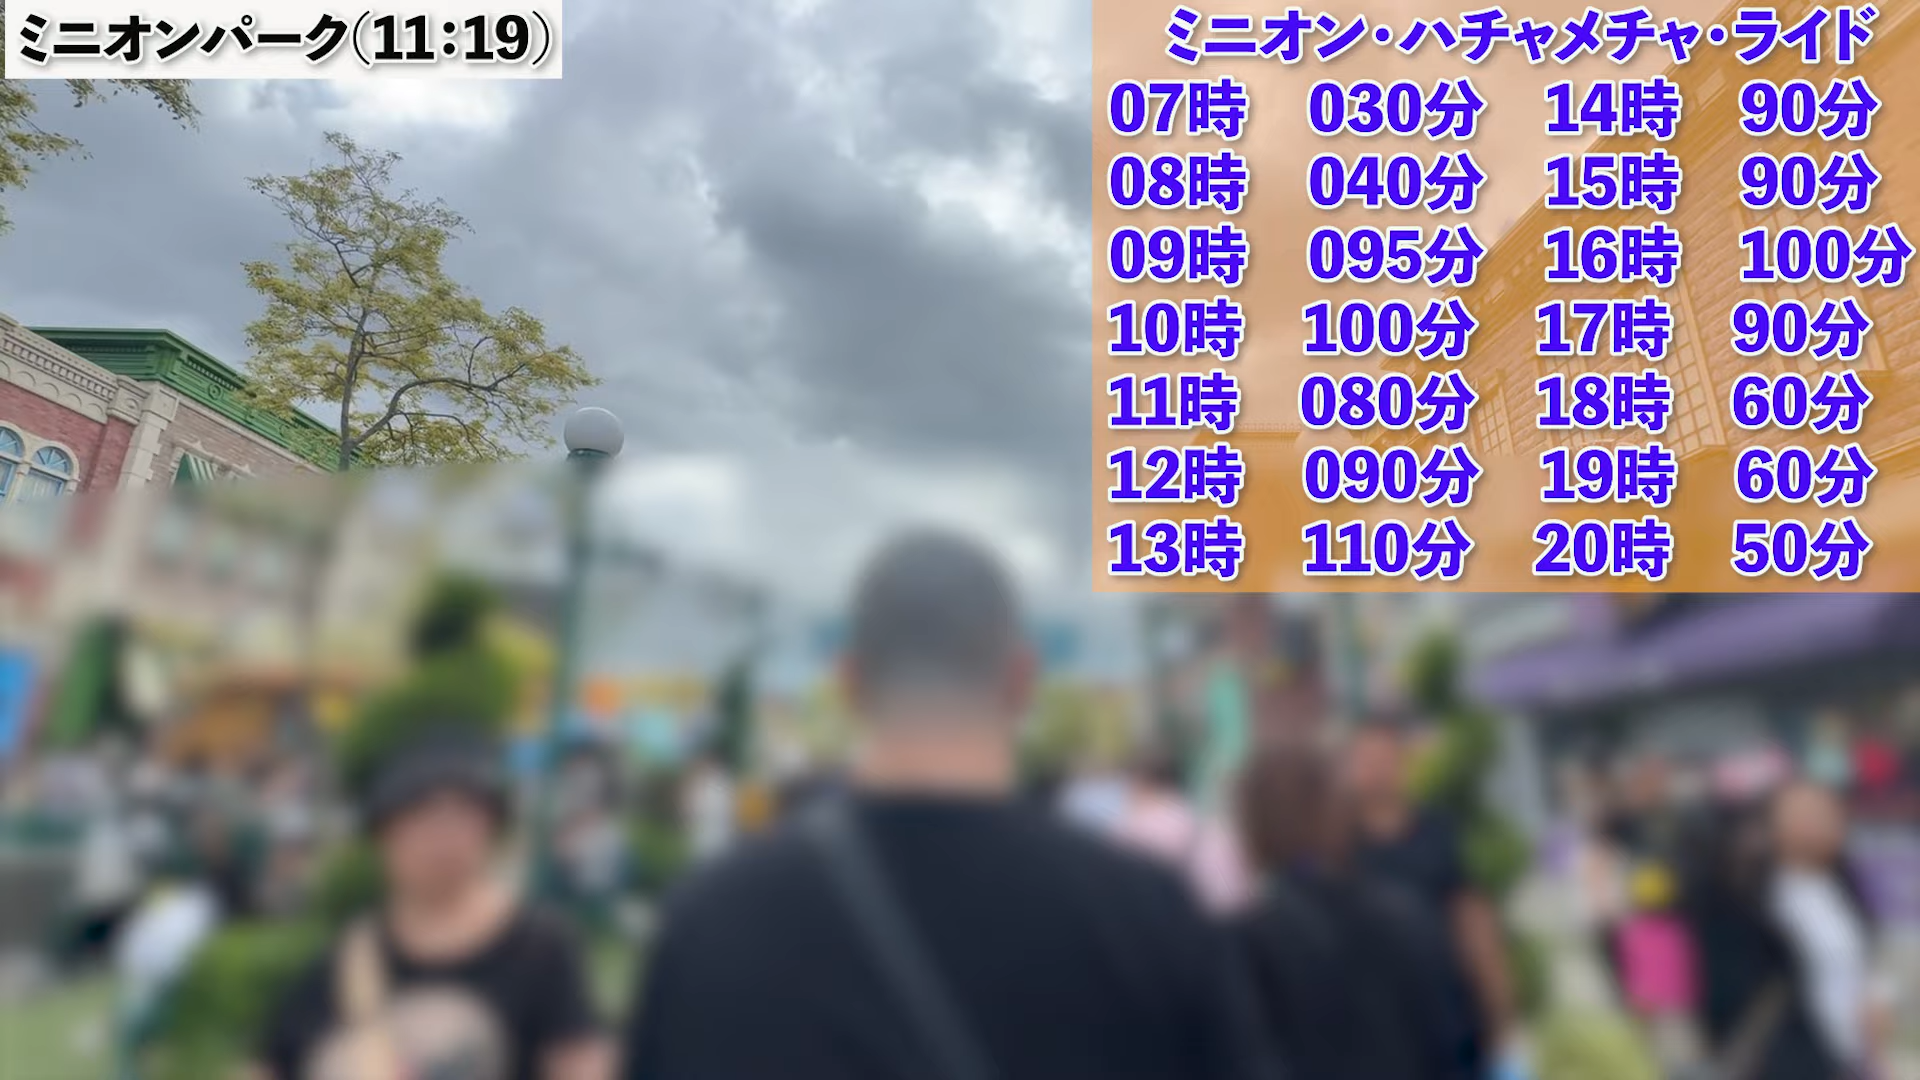 ミニオンパーク(11:19)
ミニオン・ハチャメチャ・ライド
07時 030分 14時 90分
08時 040分 15時 90分
09時 095分 16時 100分
10時 100分 17時 90分
11時 080分 18時 60分
12時 090分 19時 60分
13時 110分 20時 50分